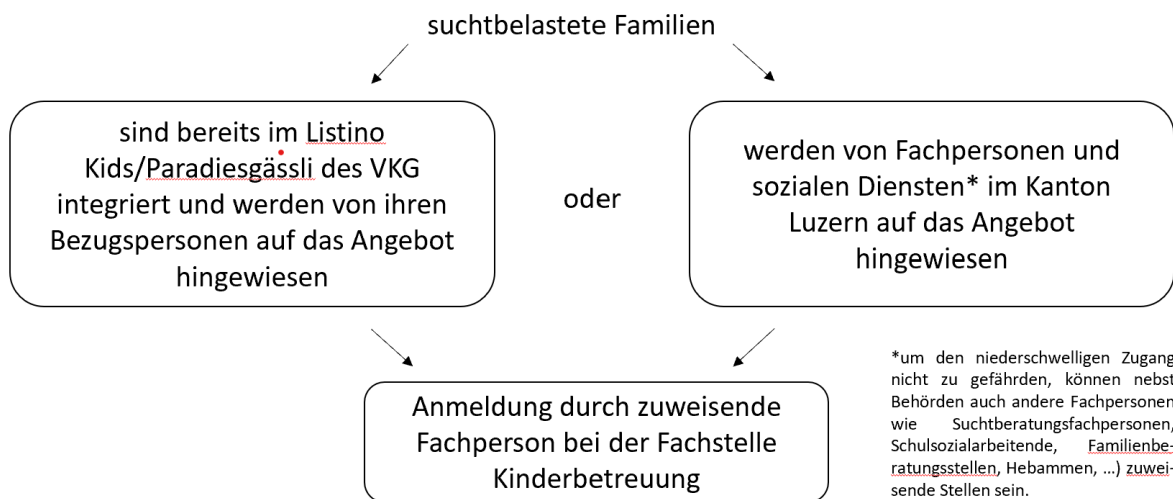 suchtbelastete Familien
sind bereits im Listino
Kids/Paradiesgässli des VKG
integriert und werden von ihren
Bezugspersonen auf das Angebot
hingewiesen
oder
werden von Fachpersonen und
sozialen Diensten* im Kanton
Luzern auf das Angebot
hingewiesen
Anmeldung durch zuweisende
Fachperson bei der Fachstelle
Kinderbetreuung
*um den niederschwelligen Zugang
nicht zu gefährden, können nebst
Behörden auch andere Fachpersonen
wie Suchtberatungsfachpersonen,
Schulsozialarbeitende, Familienbe-
ratungsstellen, Hebammen, ...) zuwei-
sende Stellen sein.